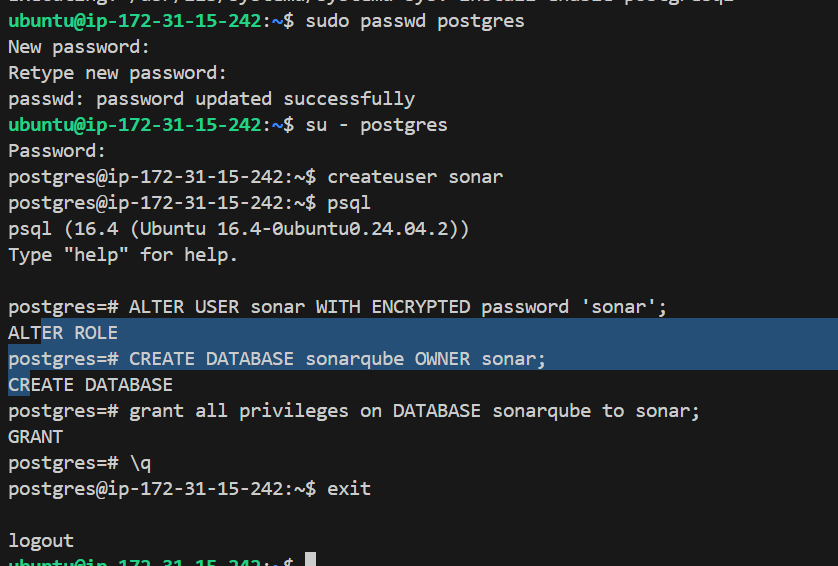 ubuntu@ip-172-31-15-242:~$ sudo passwd postgres
New password:
Retype new password:
passwd: password updated successfully
ubuntu@ip-172-31-15-242:~$ su - postgres
Password:
postgres@ip-172-31-15-242:~$ createuser sonar
postgres@ip-172-31-15-242:~$ psql
psql (16.4 (Ubuntu 16.4-0ubuntu0.24.04.2))
Type "help" for help.
postgres=# ALTER USER sonar WITH ENCRYPTED password 'sonar';
ALTER ROLE
postgres=# CREATE DATABASE sonarqube OWNER sonar;
CREATE DATABASE
postgres=# grant all privileges on DATABASE sonarqube to sonar;
GRANT
postgres=# \q
postgres@ip-172-31-15-242:~$ exit
logout
ubuntu@ip-172-31-15-242:~$